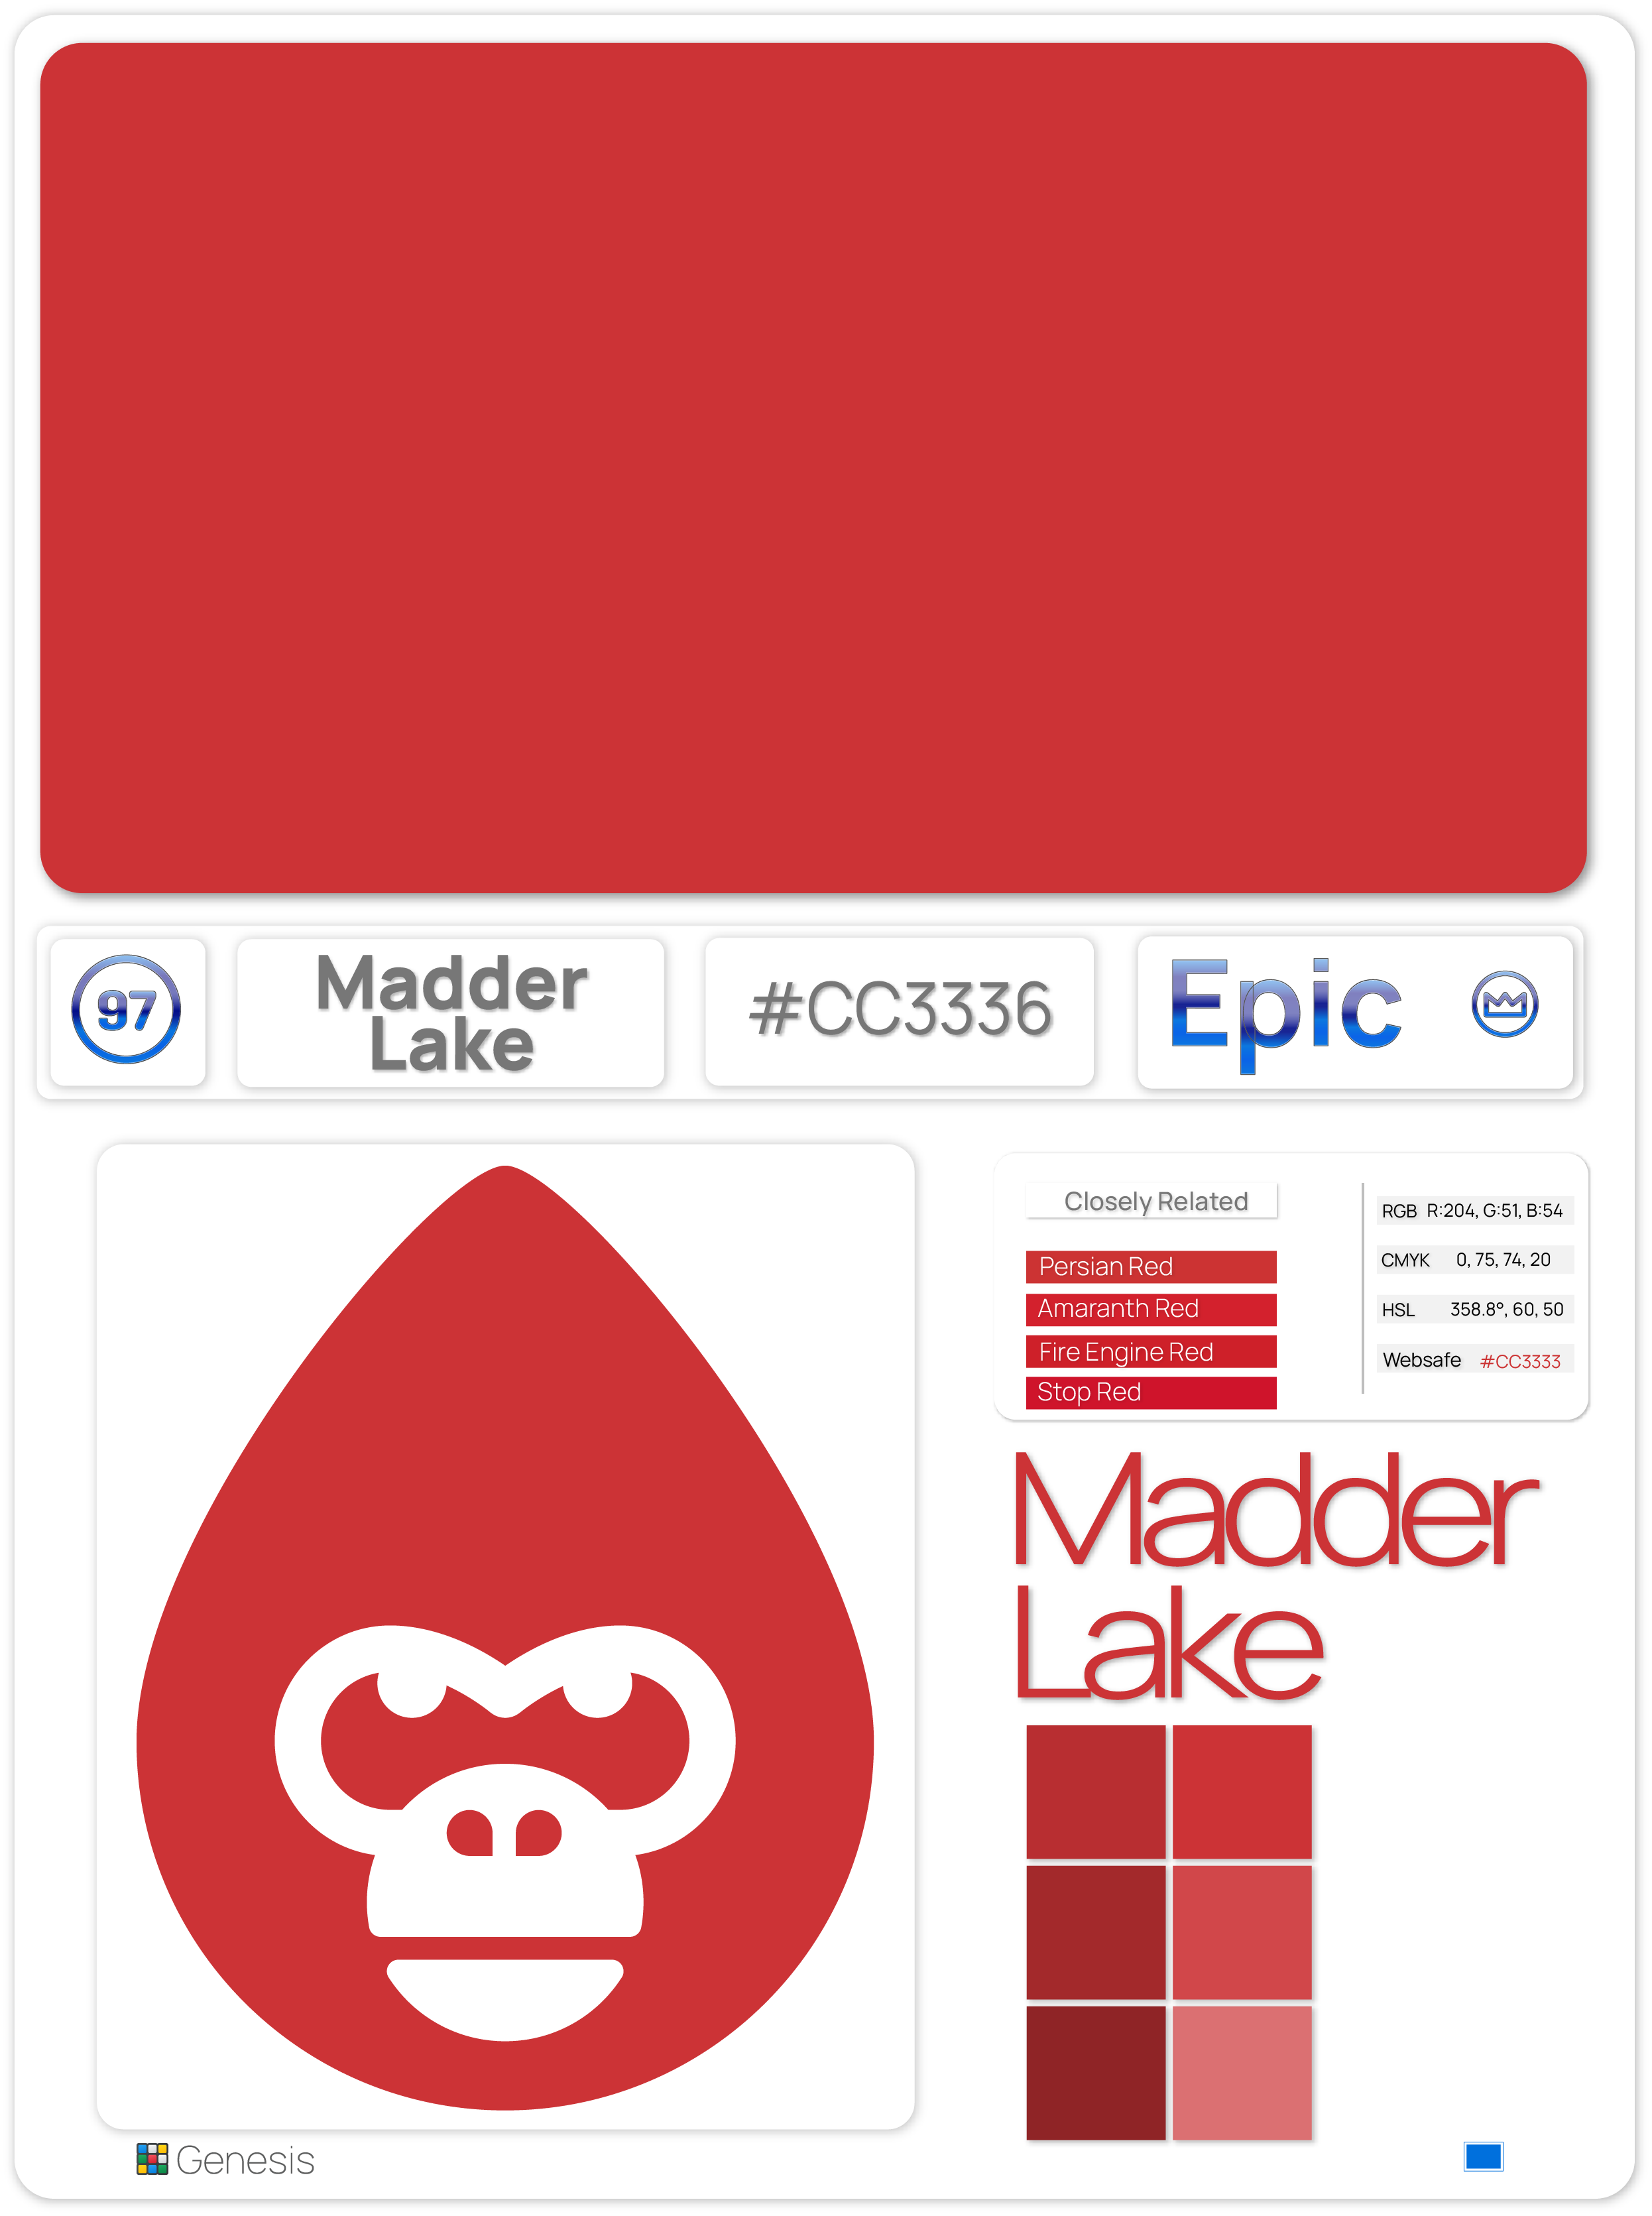 97
Madder
Lake
#CC3336
Epic
Closely Related
Persian Red
Amaranth Red
Fire Engine Red
Stop Red
RGB R:204, G:51, B:54
CMYK 0, 75, 74, 20
HSL 358.8°, 60, 50
Websafe #CC3333
Madder
Lake
Genesis